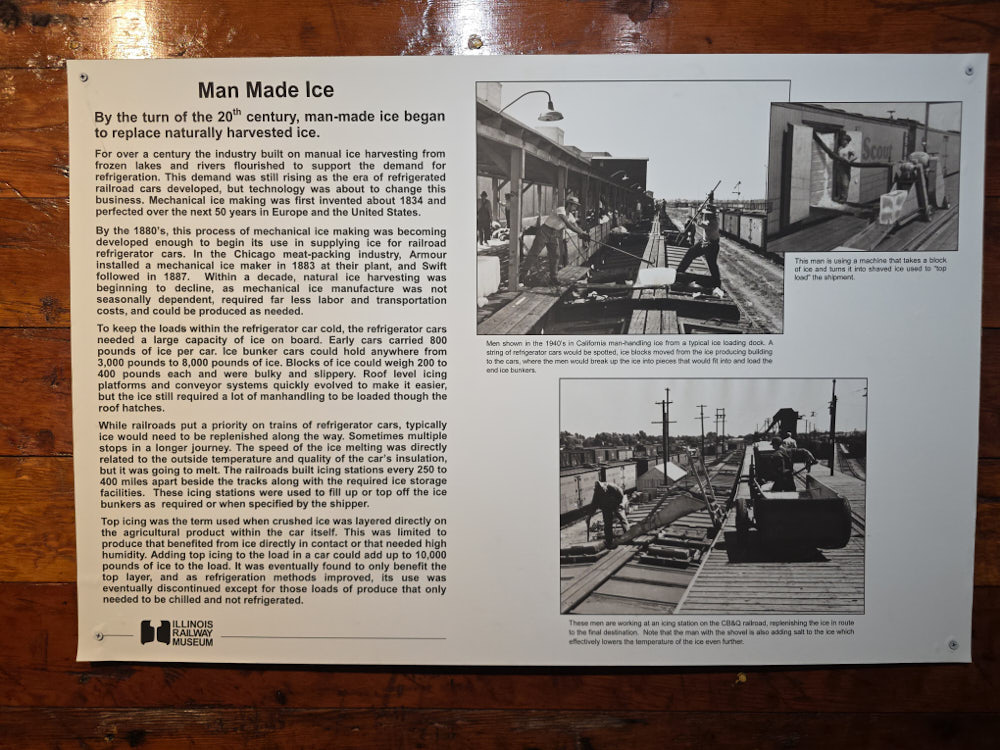 Man Made Ice
By the turn of the 20th century, man-made ice began
to replace naturally harvested ice.
For over a century the industry built on manual ice harvesting from
frozen lakes and rivers flourished to support the demand for
refrigeration. This demand was still rising as the era of refrigerated
railroad cars developed, but technology was about to change this
business. Mechanical ice making was first invented about 1834 and
perfected over the next 50 years in Europe and the United States.
By the 1880's, this process of mechanical ice making was becoming
developed enough to begin its use in supplying ice for railroad
refrigerator cars. In the Chicago meat-packing industry, Armour
installed a mechanical ice maker in 1883 at their plant, and Swift
followed in 1887. Within a decade, natural ice harvesting was
beginning to decline, as mechanical ice manufacture was not
seasonally dependent, required far less labor and transportation
costs, and could be produced as needed.
To keep the loads within the refrigerator car cold, the refrigerator cars
needed a large capacity of ice on board. Early cars carried 800
pounds of ice per car. Ice bunker cars could hold anywhere from
3,000 pounds to 8,000 pounds of ice. Blocks of ice could weigh 200 to
400 pounds each and were bulky and slippery. Roof level icing
platforms and conveyor systems quickly evolved to make it easier,
but the ice still required a lot of manhandling to be loaded though the
roof hatches.
While railroads put a priority on trains of refrigerator cars, typically
ice would need to be replenished along the way. Sometimes multiple
stops in a longer journey. The speed of the ice melting was directly
related to the outside temperature and quality of the car's insulation,
but it was going to melt. The railroads built icing stations every 250 to
400 miles apart beside the tracks along with the required ice storage
facilities. These icing stations were used to fill up or top off the ice
bunkers as required or when specified by the shipper.
Top icing was the term used when crushed ice was layered directly on
the agricultural product within the car itself. This was limited to
produce that benefited from ice directly in contact or that needed high
humidity. Adding top icing to the load in a car could add up to 10,000
pounds of ice to the load. It was eventually found to only benefit the
top layer, and as refrigeration methods improved, its use was
eventually discontinued except for those loads of produce that only
needed to be chilled and not refrigerated.
ILLINOIS
RAILWAY
MUSEUM
Men shown in the 1940's in California man-handling ice from a typical ice loading dock. A
string of refrigerator cars would be spotted, ice blocks moved from the ice producing building
to the cars, where the men would break up the ice into pieces that would fit into and load the
end ice bunkers.
Scout
This man is using a machine that takes a block
of ice and turns it into shaved ice used to "top
load" the shipment.
These men are working at an icing station on the CB&Q railroad, replenishing the ice in route
to the final destination. Note that the man with the shovel is also adding salt to the ice which
effectively lowers the temperature of the ice even further.